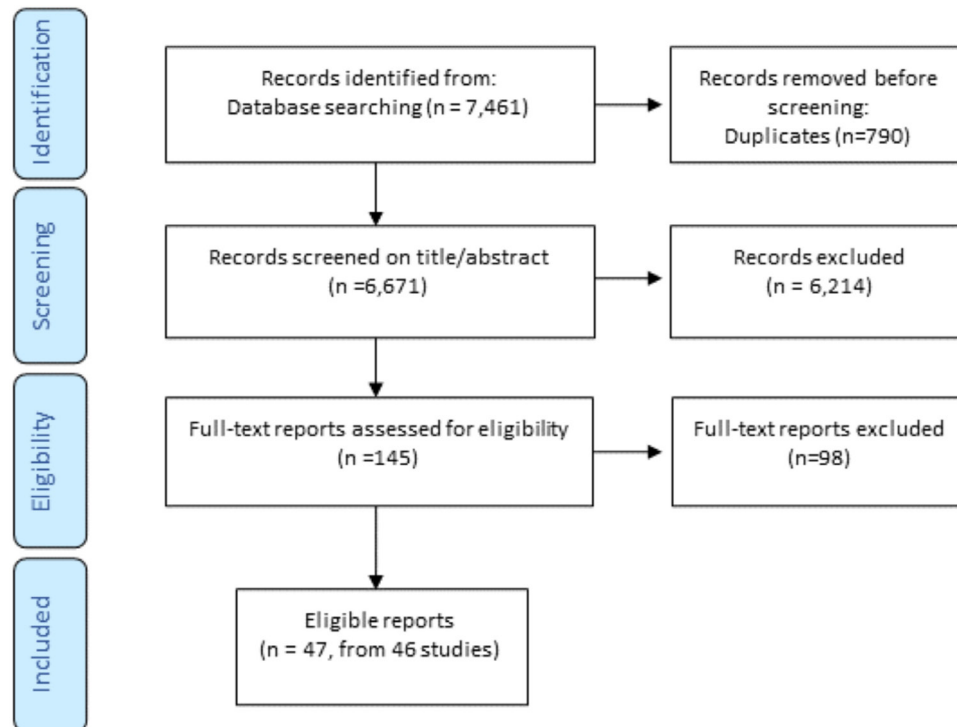 Identification
Records identified from:
Database searching (n = 7,461)
Records removed before
screening:
Duplicates (n=790)
Screening
Records screened on title/abstract
(n =6,671)
Records excluded
(n = 6,214)
Eligibility
Full-text reports assessed for eligibility
(n =145)
Full-text reports excluded
(n=98)
Included
Eligible reports
(n = 47, from 46 studies)